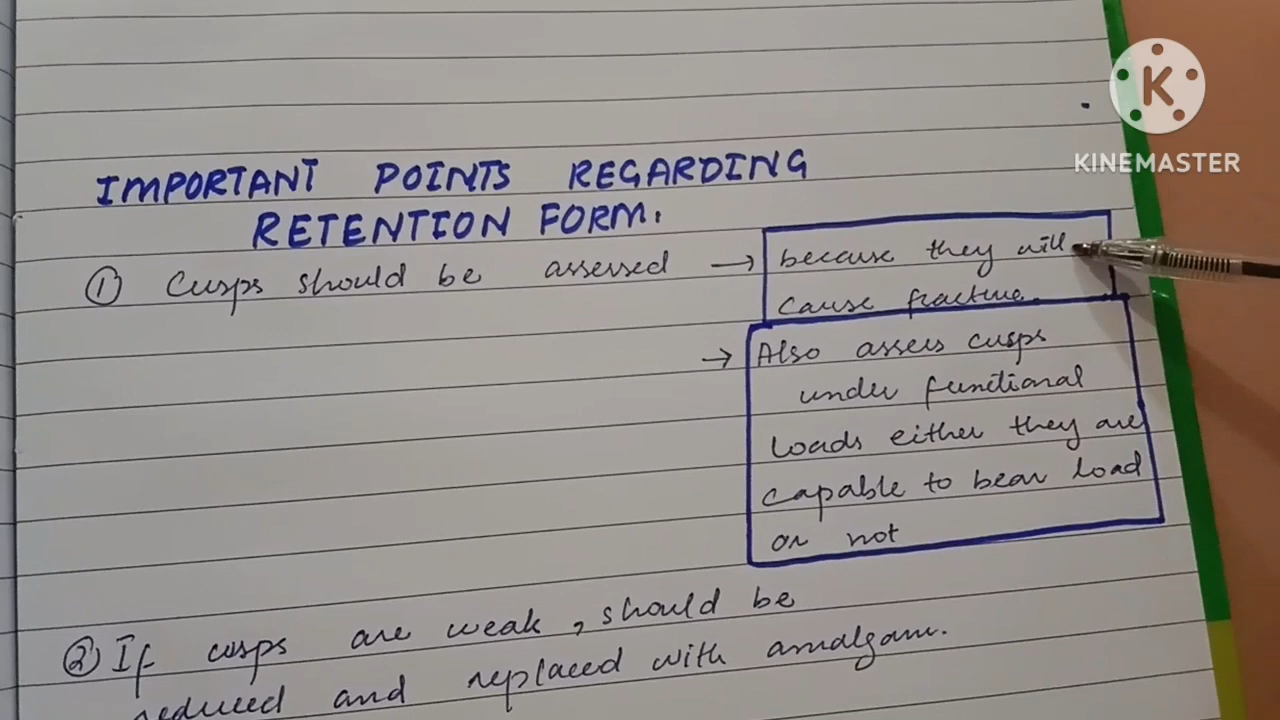 K
KINEMASTER
IMPORTANT POINTS REGARDING
RETENTION FORM.
① Cusps should be assessed → because they will
cause fracture.
→ Also assess cusps
under functional
loads either they are
capable to bear load
or not
② If cusps are weak, should be
reduced and replaced with amalgam.